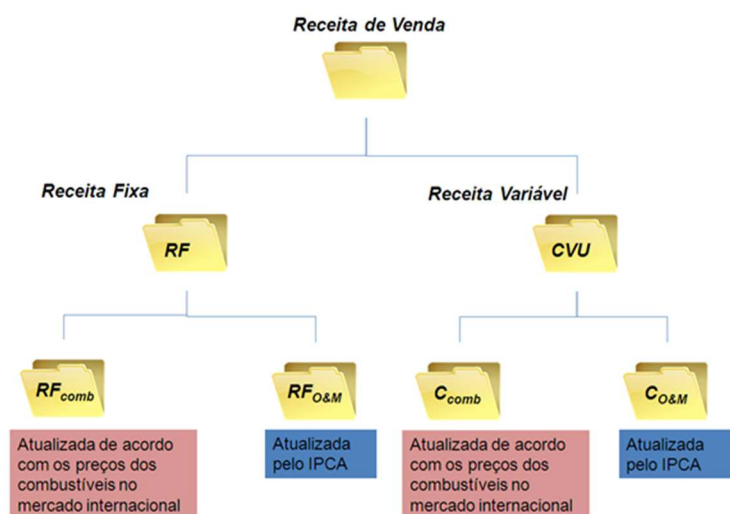 Receita de Venda
Receita Fixa
Receita Variável
RF
CVU
RFcomb
RFO&M
Ccomb
CO&M
Atualizada de acordo
com os preços dos
combustíveis no
mercado internacional
Atualizada
pelo IPCA
Atualizada de acordo
com os preços dos
combustíveis no
mercado internacional
Atualizada
pelo IPCA